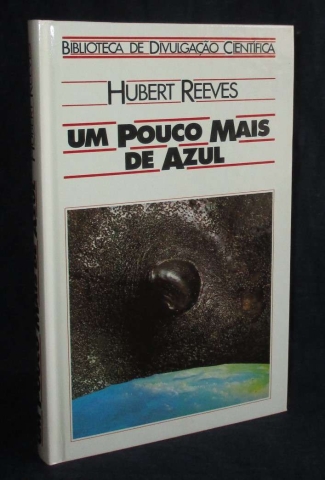 BIBLIOTECA DE DIVULGAÇÃO CIENTÍFICA
HUBERT REEVES
UM POUCO MAIS
DE AZUL